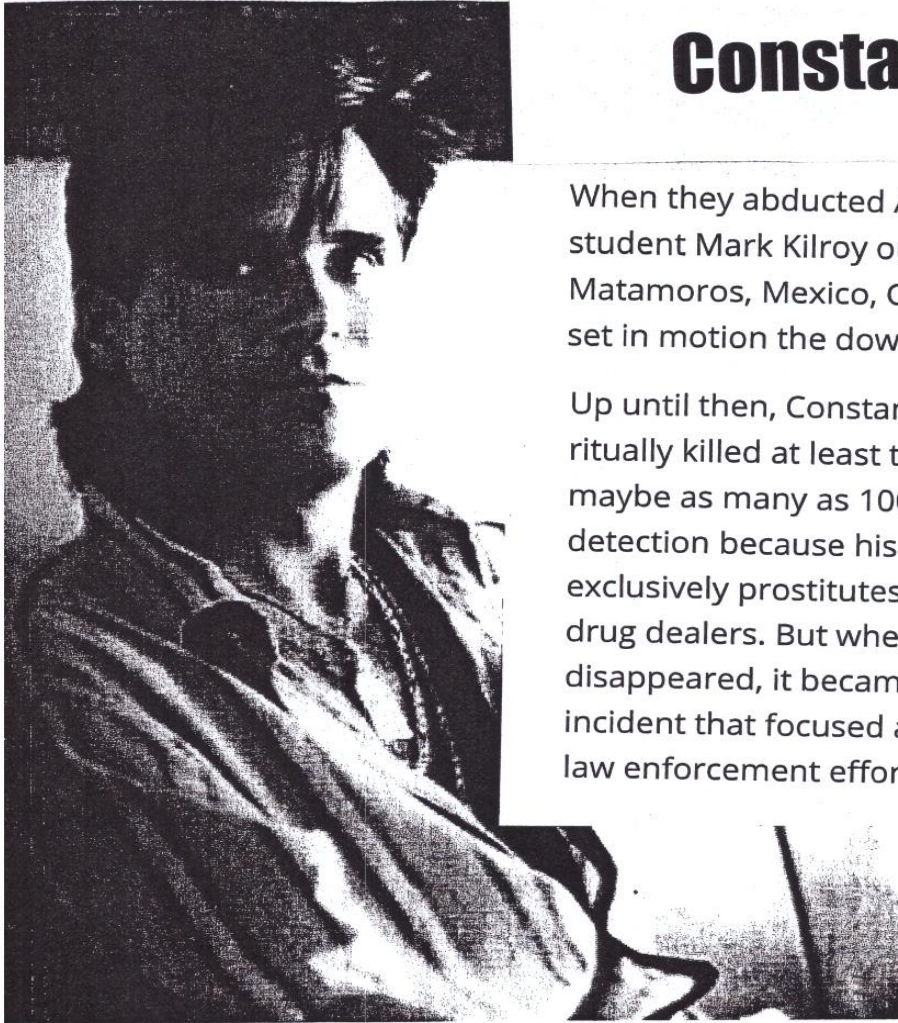 Consta
When they abducted
student Mark Kilroy o
Matamoros, Mexico, C
set in motion the dow
Up until then, Constan
ritually killed at least t
maybe as many as 100
detection because his
exclusively prostitutes
drug dealers. But whe
disappeared, it becam
incident that focused a
law enforcement effor